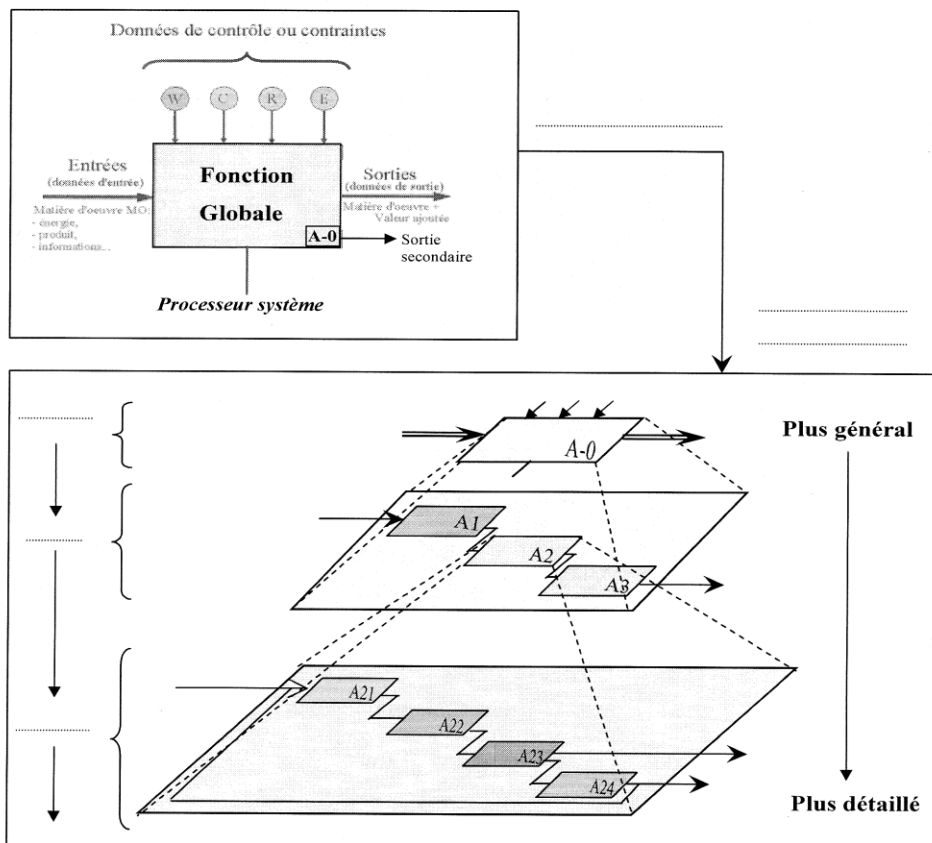 Données de contrôle ou contraintes
W C R E
Entrées
(données d'entrée)
Matière d'oeuvre MO:
- énergie,
- produit,
- informations...
Fonction
Globale
A-0
Sorties
(données de sortie)
Matière d'oeuvre +
Valeur ajoutée
Sortie
secondaire
Processeur système
A-0
Plus général
A1
A2
A3
A21
A22
A23
A24
Plus détaillé